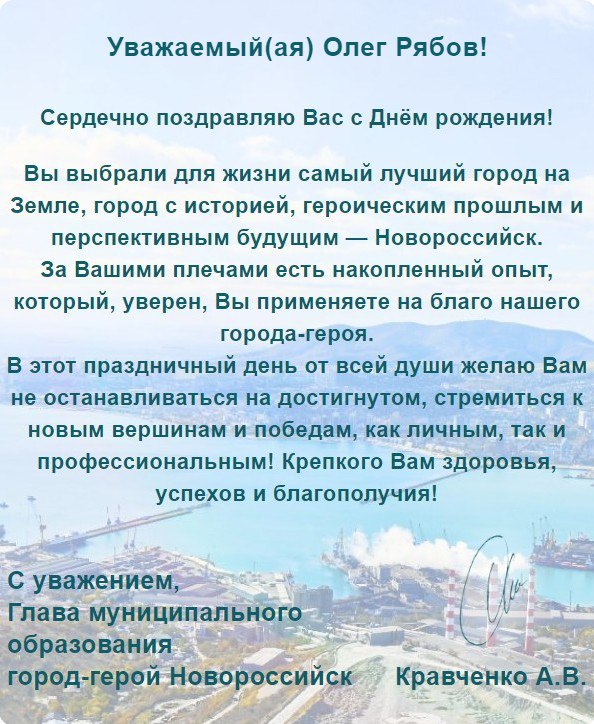 Уважаемый(ая) Олег Рябов!
Сердечно поздравляю Вас с Днём рождения!
Вы выбрали для жизни самый лучший город на
Земле, город с историей, героическим прошлым и
перспективным будущим — Новороссийск.
За Вашими плечами есть накопленный опыт,
который, уверен, Вы применяете на благо нашего
города-героя.
В этот праздничный день от всей души желаю Вам
не останавливаться на достигнутом, стремиться к
новым вершинам и победам, как личным, так и
профессиональным! Крепкого Вам здоровья,
успехов и благополучия!
С уважением,
Глава муниципального
образования
город-герой Новороссийск Кравченко А.В.